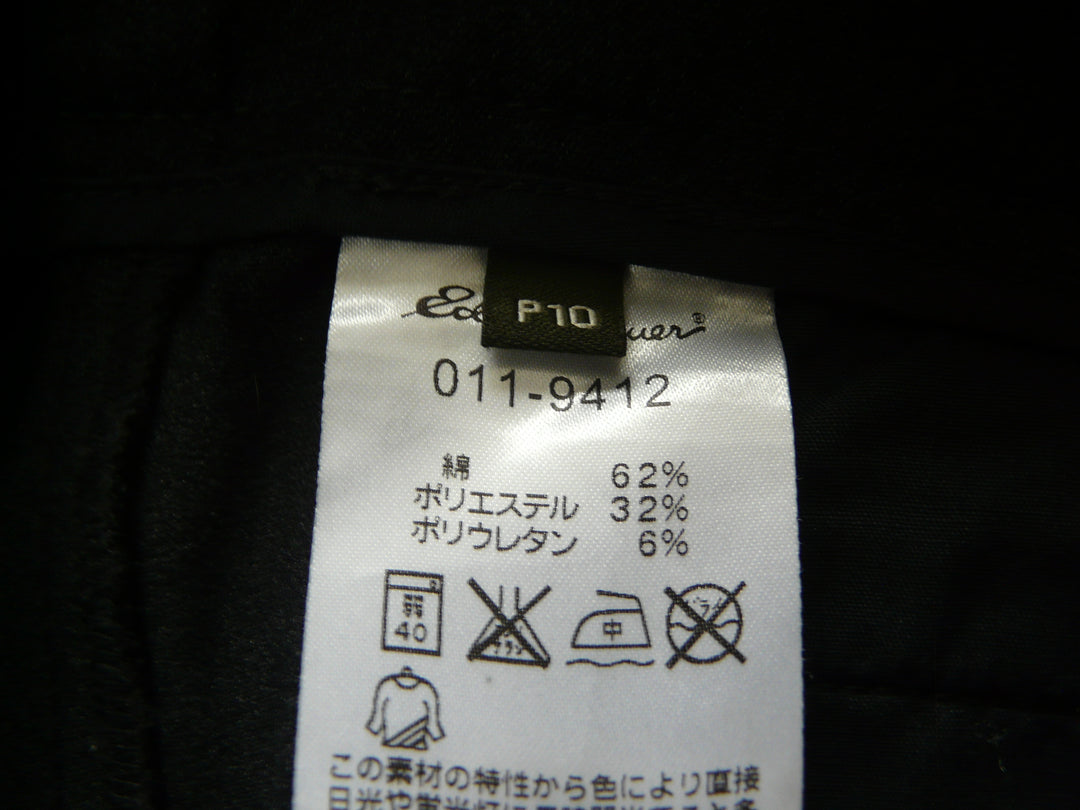 P10
011-9412
綿 62%
ポリエステル 32%
ポリウレタン 6%
弱
40
中
この素材の特性から色により直接